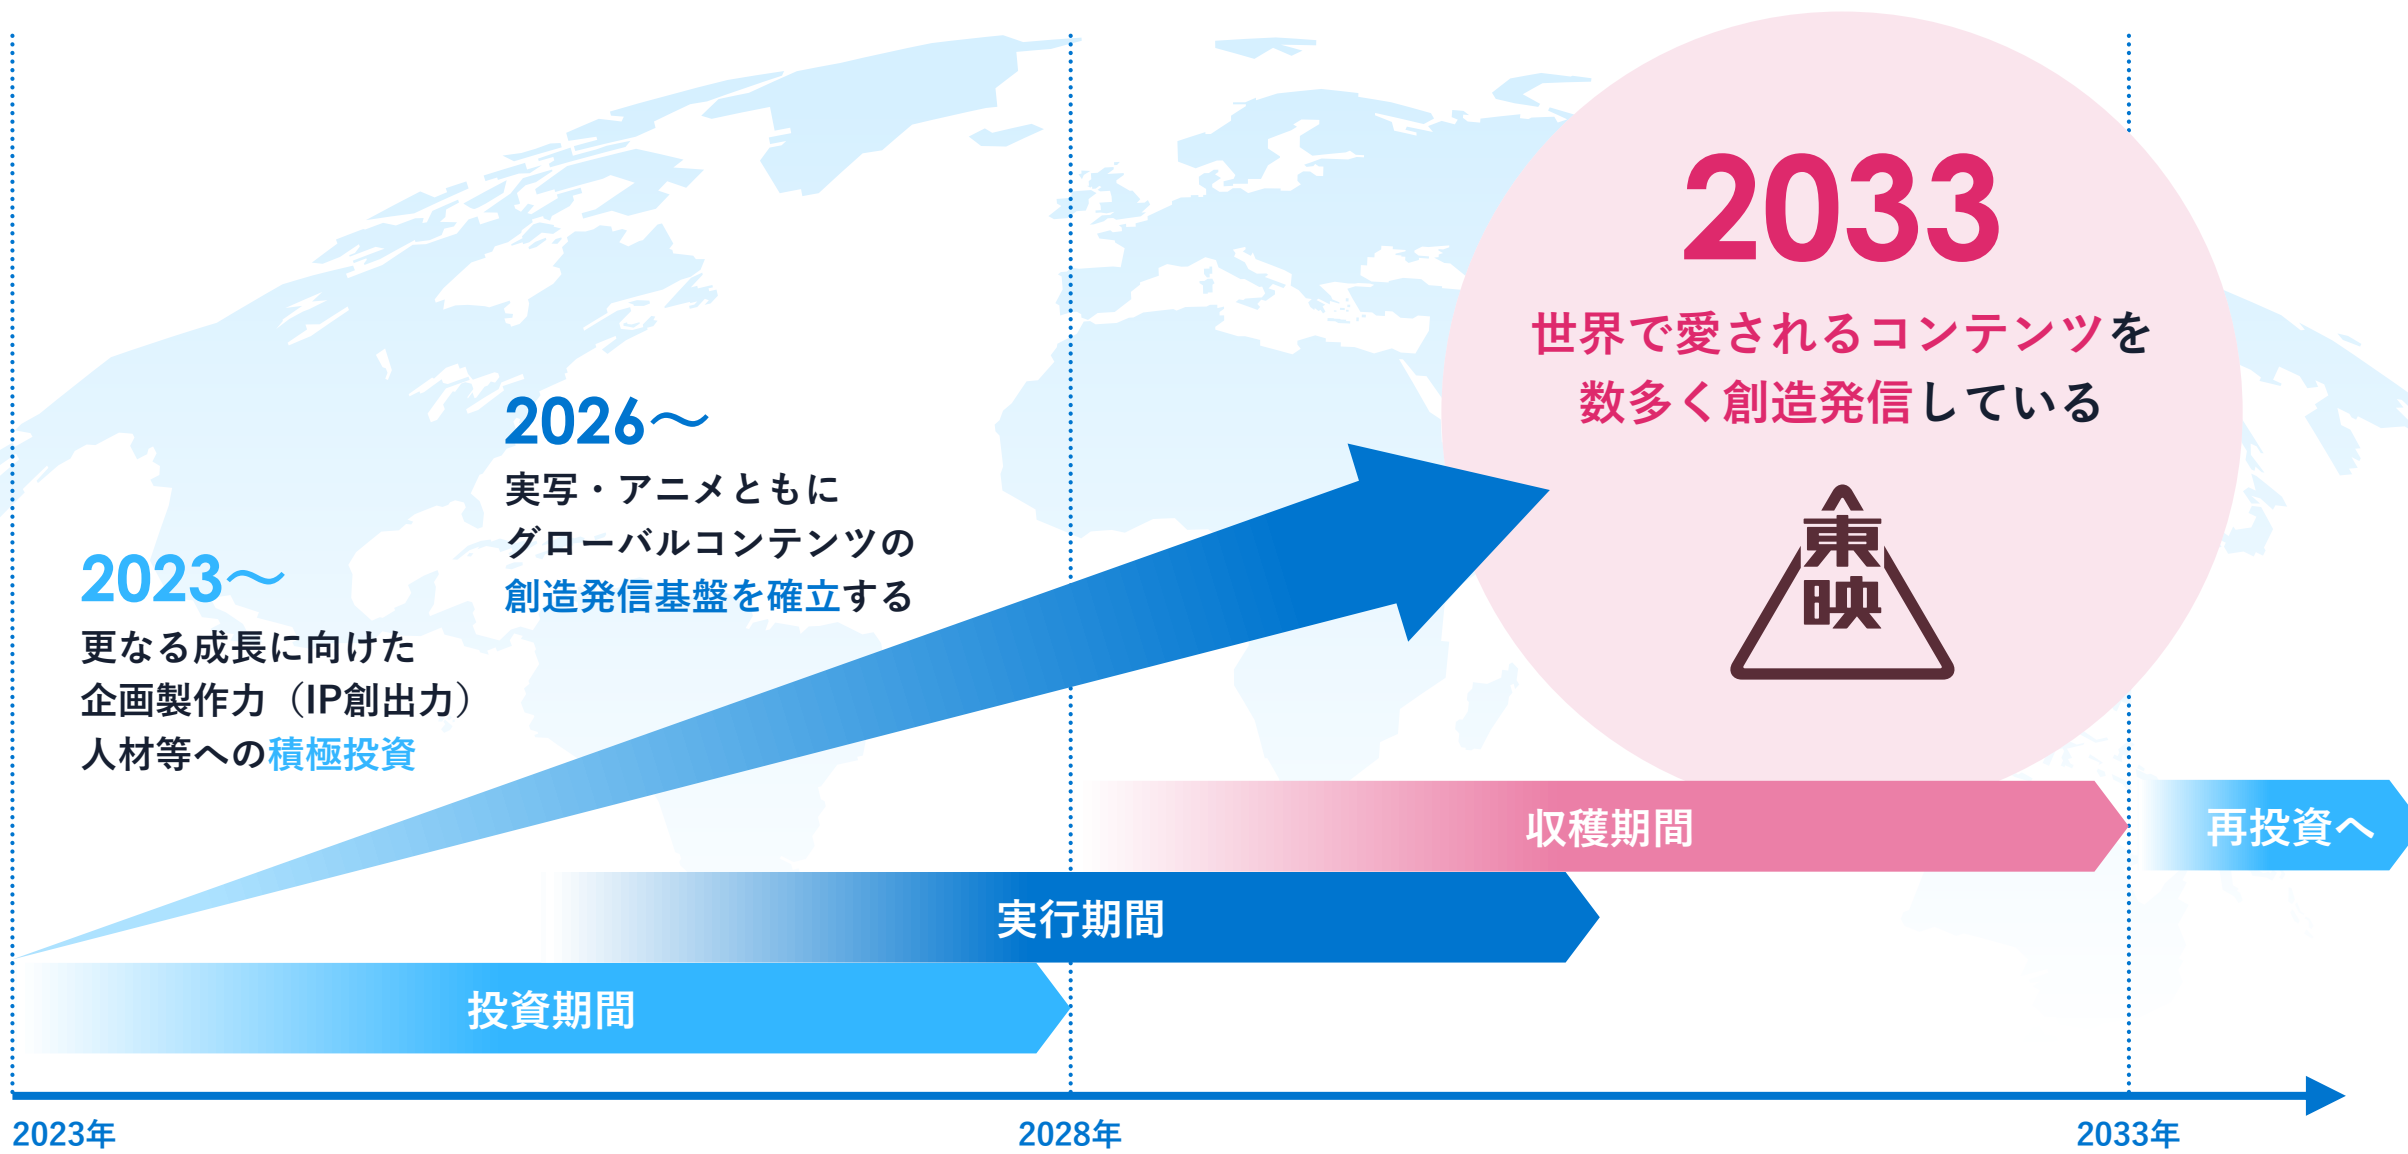 2033
世界で愛されるコンテンツを
数多く創造発信している
東
映
2026〜
実写・アニメともに
グローバルコンテンツの
創造発信基盤を確立する
2023〜
更なる成長に向けた
企画製作力（IP創出力）
人材等への積極投資
収穫期間
再投資へ
実行期間
投資期間
2023年
2028年
2033年